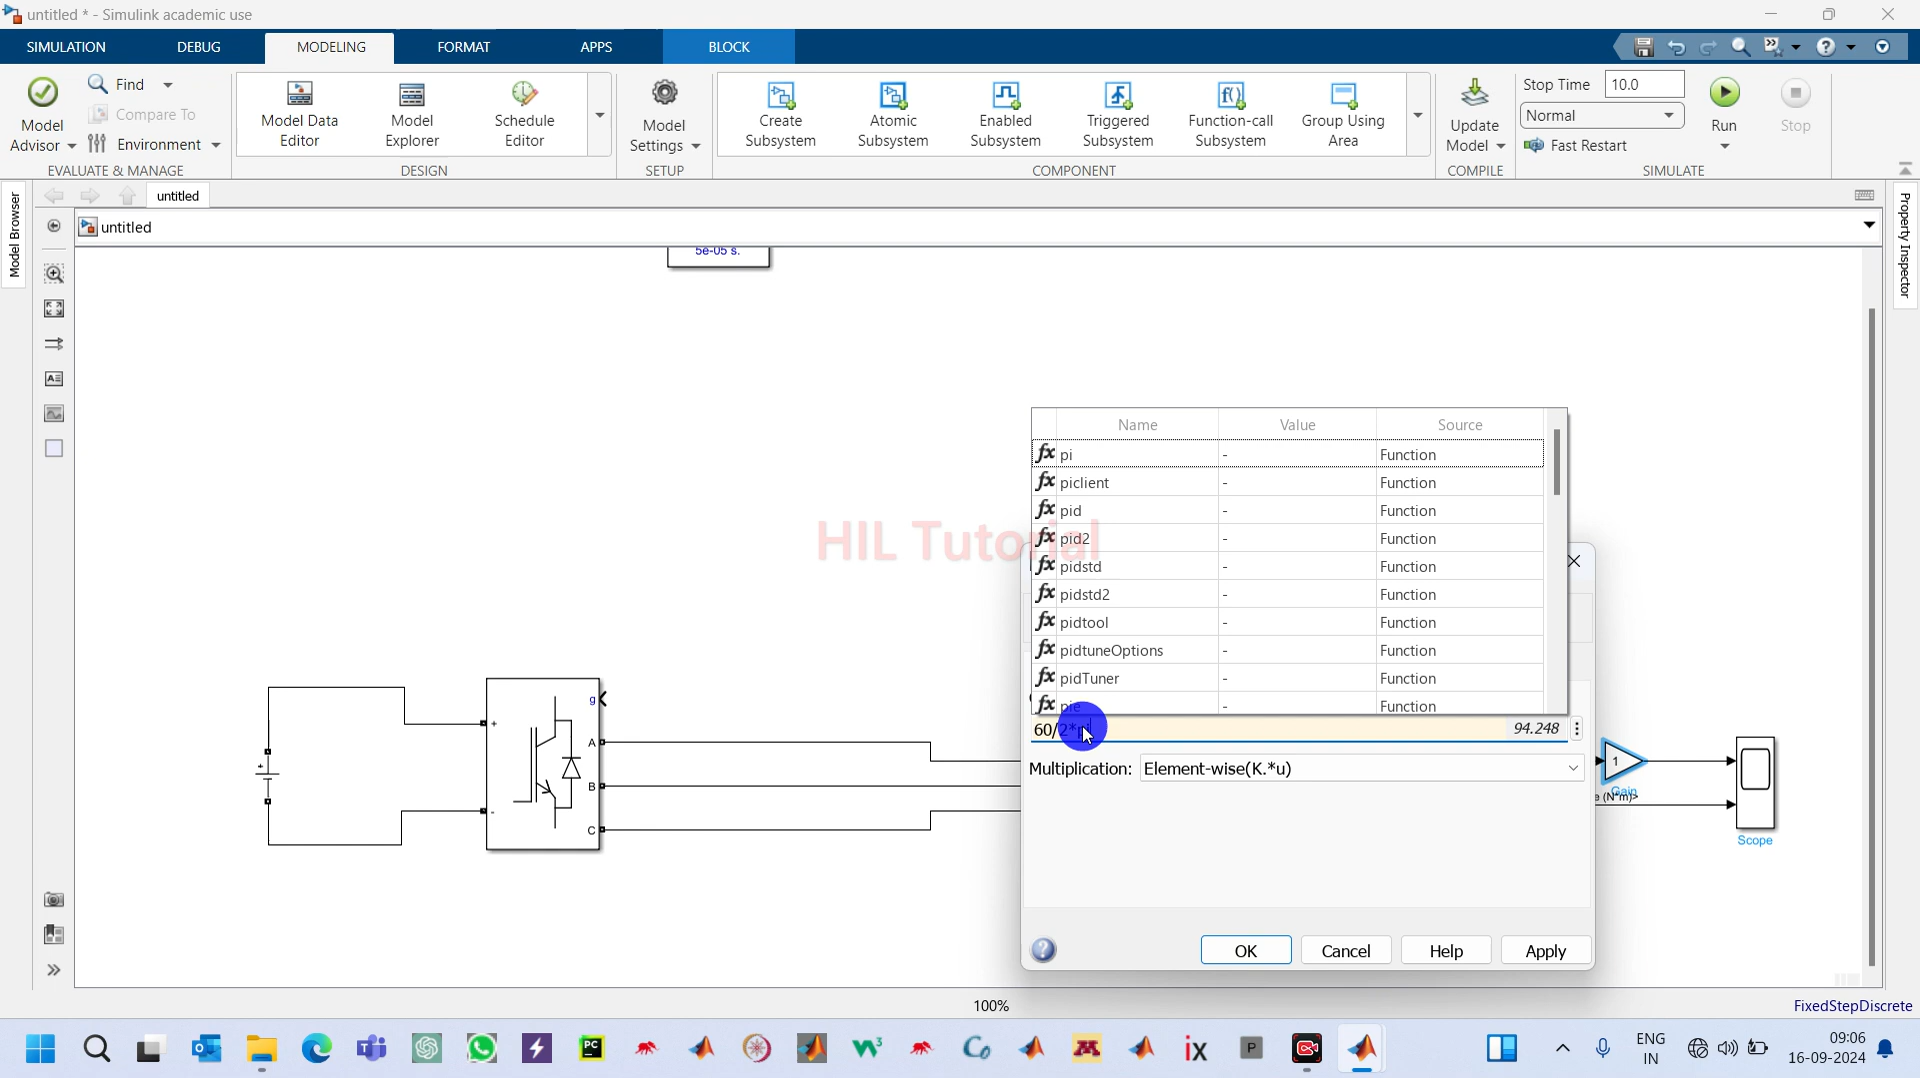 untitled * - Simulink academic use
SIMULATION
DEBUG
MODELING
FORMAT
APPS
BLOCK
Model
Advisor
Find
Compare To
Environment
EVALUATE & MANAGE
Model Data
Editor
Model
Explorer
Schedule
Editor
DESIGN
Model
Settings
SETUP
Create
Subsystem
Atomic
Subsystem
Enabled
Subsystem
Triggered
Subsystem
Function-call
Subsystem
Group Using
Area
COMPONENT
Update
Model
COMPILE
Stop Time
10.0
Normal
Fast Restart
Run
Stop
SIMULATE
Model Browser
untitled
untitled
Property Inspector
5e-05 s.
HIL Tutorial
Name
Value
Source
pi
-
Function
piclient
-
Function
pid
-
Function
pid2
-
Function
pidstd
-
Function
pidstd2
-
Function
pidtool
-
Function
pidtuneOptions
-
Function
pidTuner
-
Function
pie
Function
60/2*pi
94.248
Multiplication:
Element-wise(K.*u)
OK
Cancel
Help
Apply
g
+
-
A
B
C
+
1
Gain
e (N*m)>
Scope
100%
FixedStepDiscrete
ENG
IN
09:06
16-09-2024